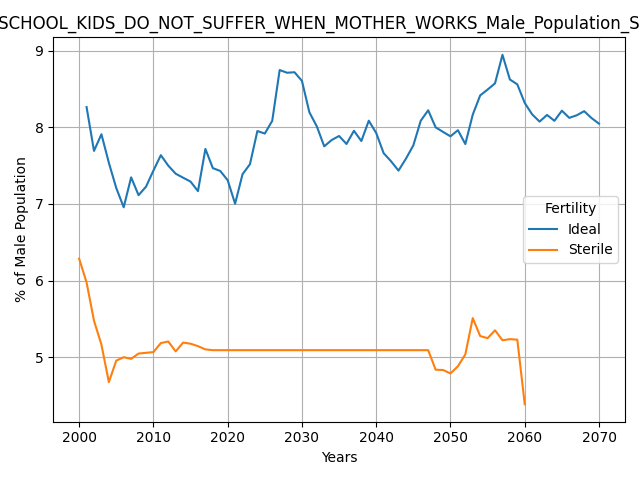 SCHOOL_KIDS_DO_NOT_SUFFER_WHEN_MOTHER_WORKS_Male_Population_S
% of Male Population
9
8
7
6
5
Fertility
Ideal
Sterile
2000 2010 2020 2030 2040 2050 2060 2070
Years